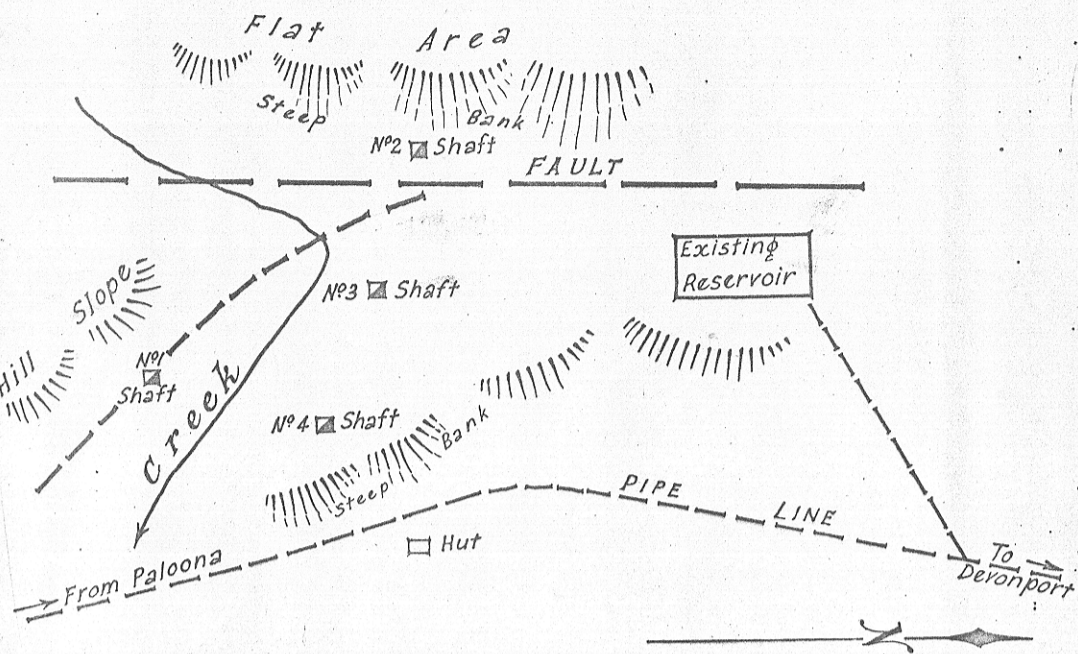 Flat Area
Steep Bank
Nº2 Shaft
FAULT
Existing
Reservoir
Slope
Nº3 Shaft
Hill
Nº1
Shaft
Creek
Nº4 Shaft
Steep Bank
PIPE LINE
Hut
From Paloona
To
Devonport